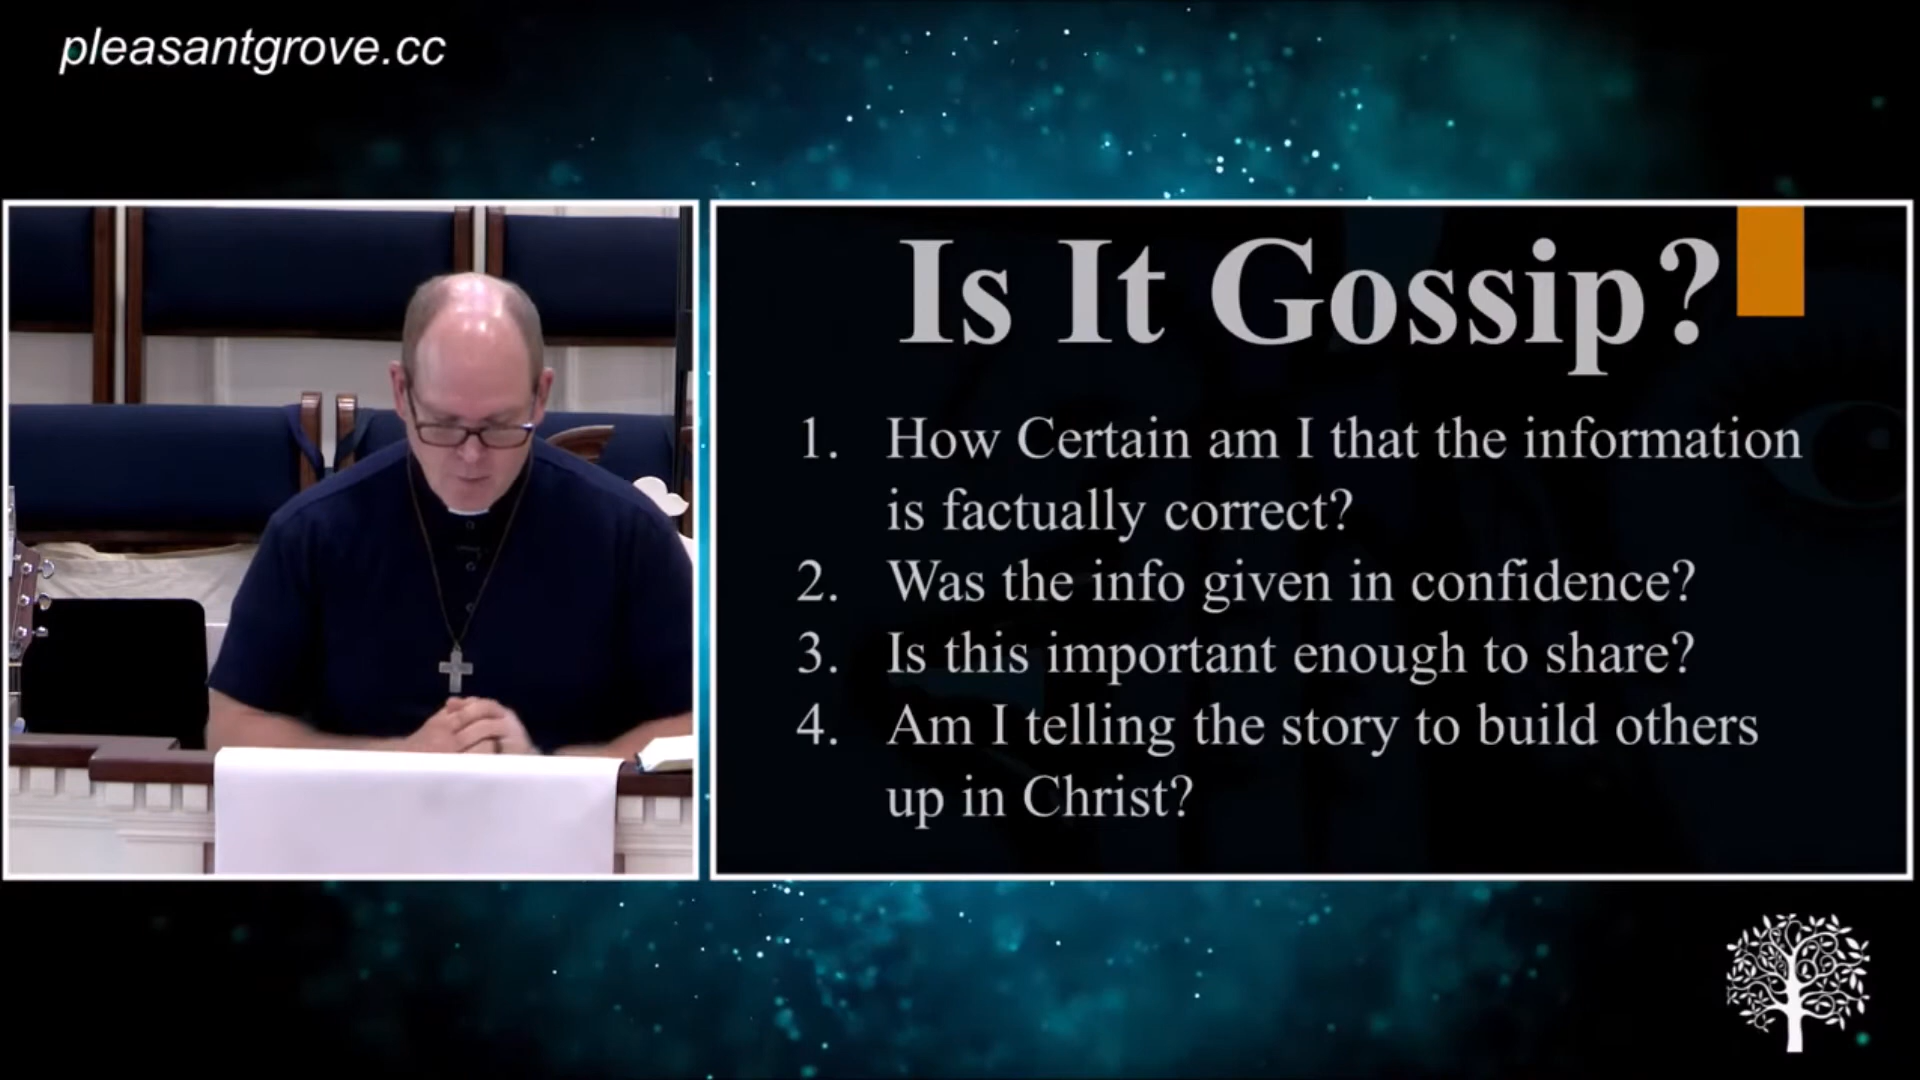 pleasantgrove.cc
Is It Gossip?
1. How Certain am I that the information
is factually correct?
2. Was the info given in confidence?
3. Is this important enough to share?
4. Am I telling the story to build others
up in Christ?